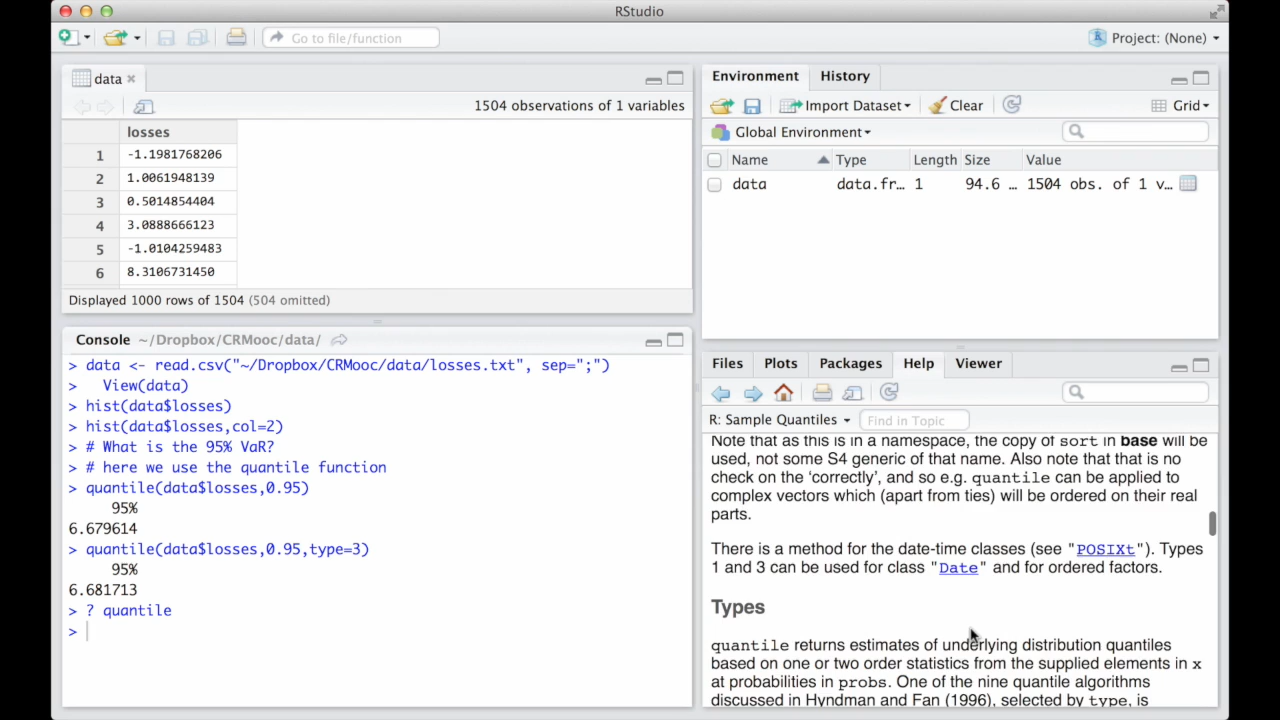 RStudio
Go to file/function
Project: (None)
data
1504 observations of 1 variables
losses
1 -1.1981768206
2 1.0061948139
3 0.5014854404
4 3.0888666123
5 -1.0104259483
6 8.3106731450
Displayed 1000 rows of 1504 (504 omitted)
Console ~/Dropbox/CRMooc/data/
> data <- read.csv("~/Dropbox/CRMooc/data/losses.txt", sep=";")
>   View(data)
> hist(data$losses)
> hist(data$losses,col=2)
> # What is the 95% VaR?
> # here we use the quantile function
> quantile(data$losses,0.95)
95%
6.679614
> quantile(data$losses,0.95,type=3)
95%
6.681713
> ? quantile
>
Environment History
Import Dataset Clear Grid
Global Environment
Name Type Length Size Value
data data.fr… 1 94.6 … 1504 obs. of 1 v…
Files Plots Packages Help Viewer
R: Sample Quantiles Find in Topic
Note that as this is in a namespace, the copy of sort in base will be
used, not some S4 generic of that name. Also note that that is no
check on the ‘correctly’, and so e.g. quantile can be applied to
complex vectors which (apart from ties) will be ordered on their real
parts.
There is a method for the date-time classes (see "POSIXt"). Types
1 and 3 can be used for class "Date" and for ordered factors.
Types
quantile returns estimates of underlying distribution quantiles
based on one or two order statistics from the supplied elements in x
at probabilities in probs. One of the nine quantile algorithms
discussed in Hyndman and Fan (1996), selected by type, is